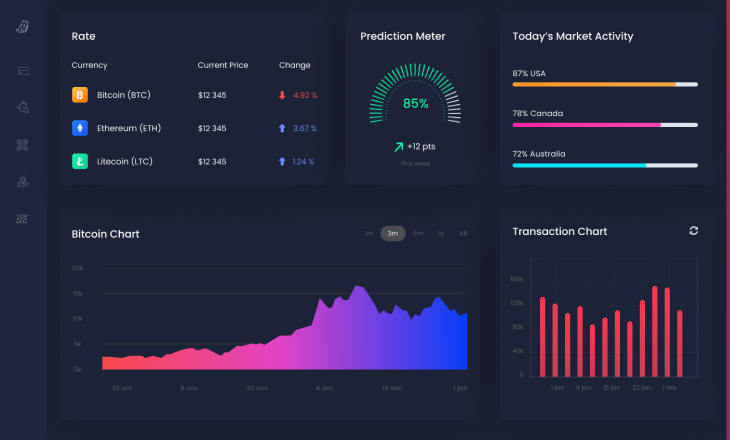 Rate
Currency Current Price Change
Bitcoin (BTC) $12 345 4.92 %
Ethereum (ETH) $12 345 3.67 %
Litecoin (LTC) $12 345 1.24 %
Prediction Meter
85%
+12 pts
This week
Today's Market Activity
87% USA
78% Canada
72% Australia
Bitcoin Chart
1m 3m 6m 1y All
20k
15k
10k
5k
0k
23 oct 8 nov 20 nov 4 dec 18 dec 1 jan
Transaction Chart
160k
120k
80k
40k
0
1 jan 8 jan 15 jan 22 jan 1 feb